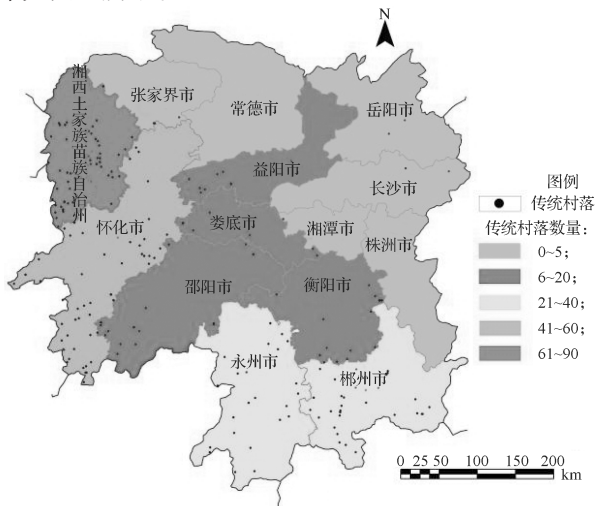 N
湘西土家族苗族自治州
张家界市
常德市
岳阳市
益阳市
长沙市
怀化市
娄底市
湘潭市
株洲市
邵阳市
衡阳市
永州市
郴州市
图例
传统村落
传统村落数量:
0~5;
6~20;
21~40;
41~60;
61~90
0 25 50 100 150 200
km